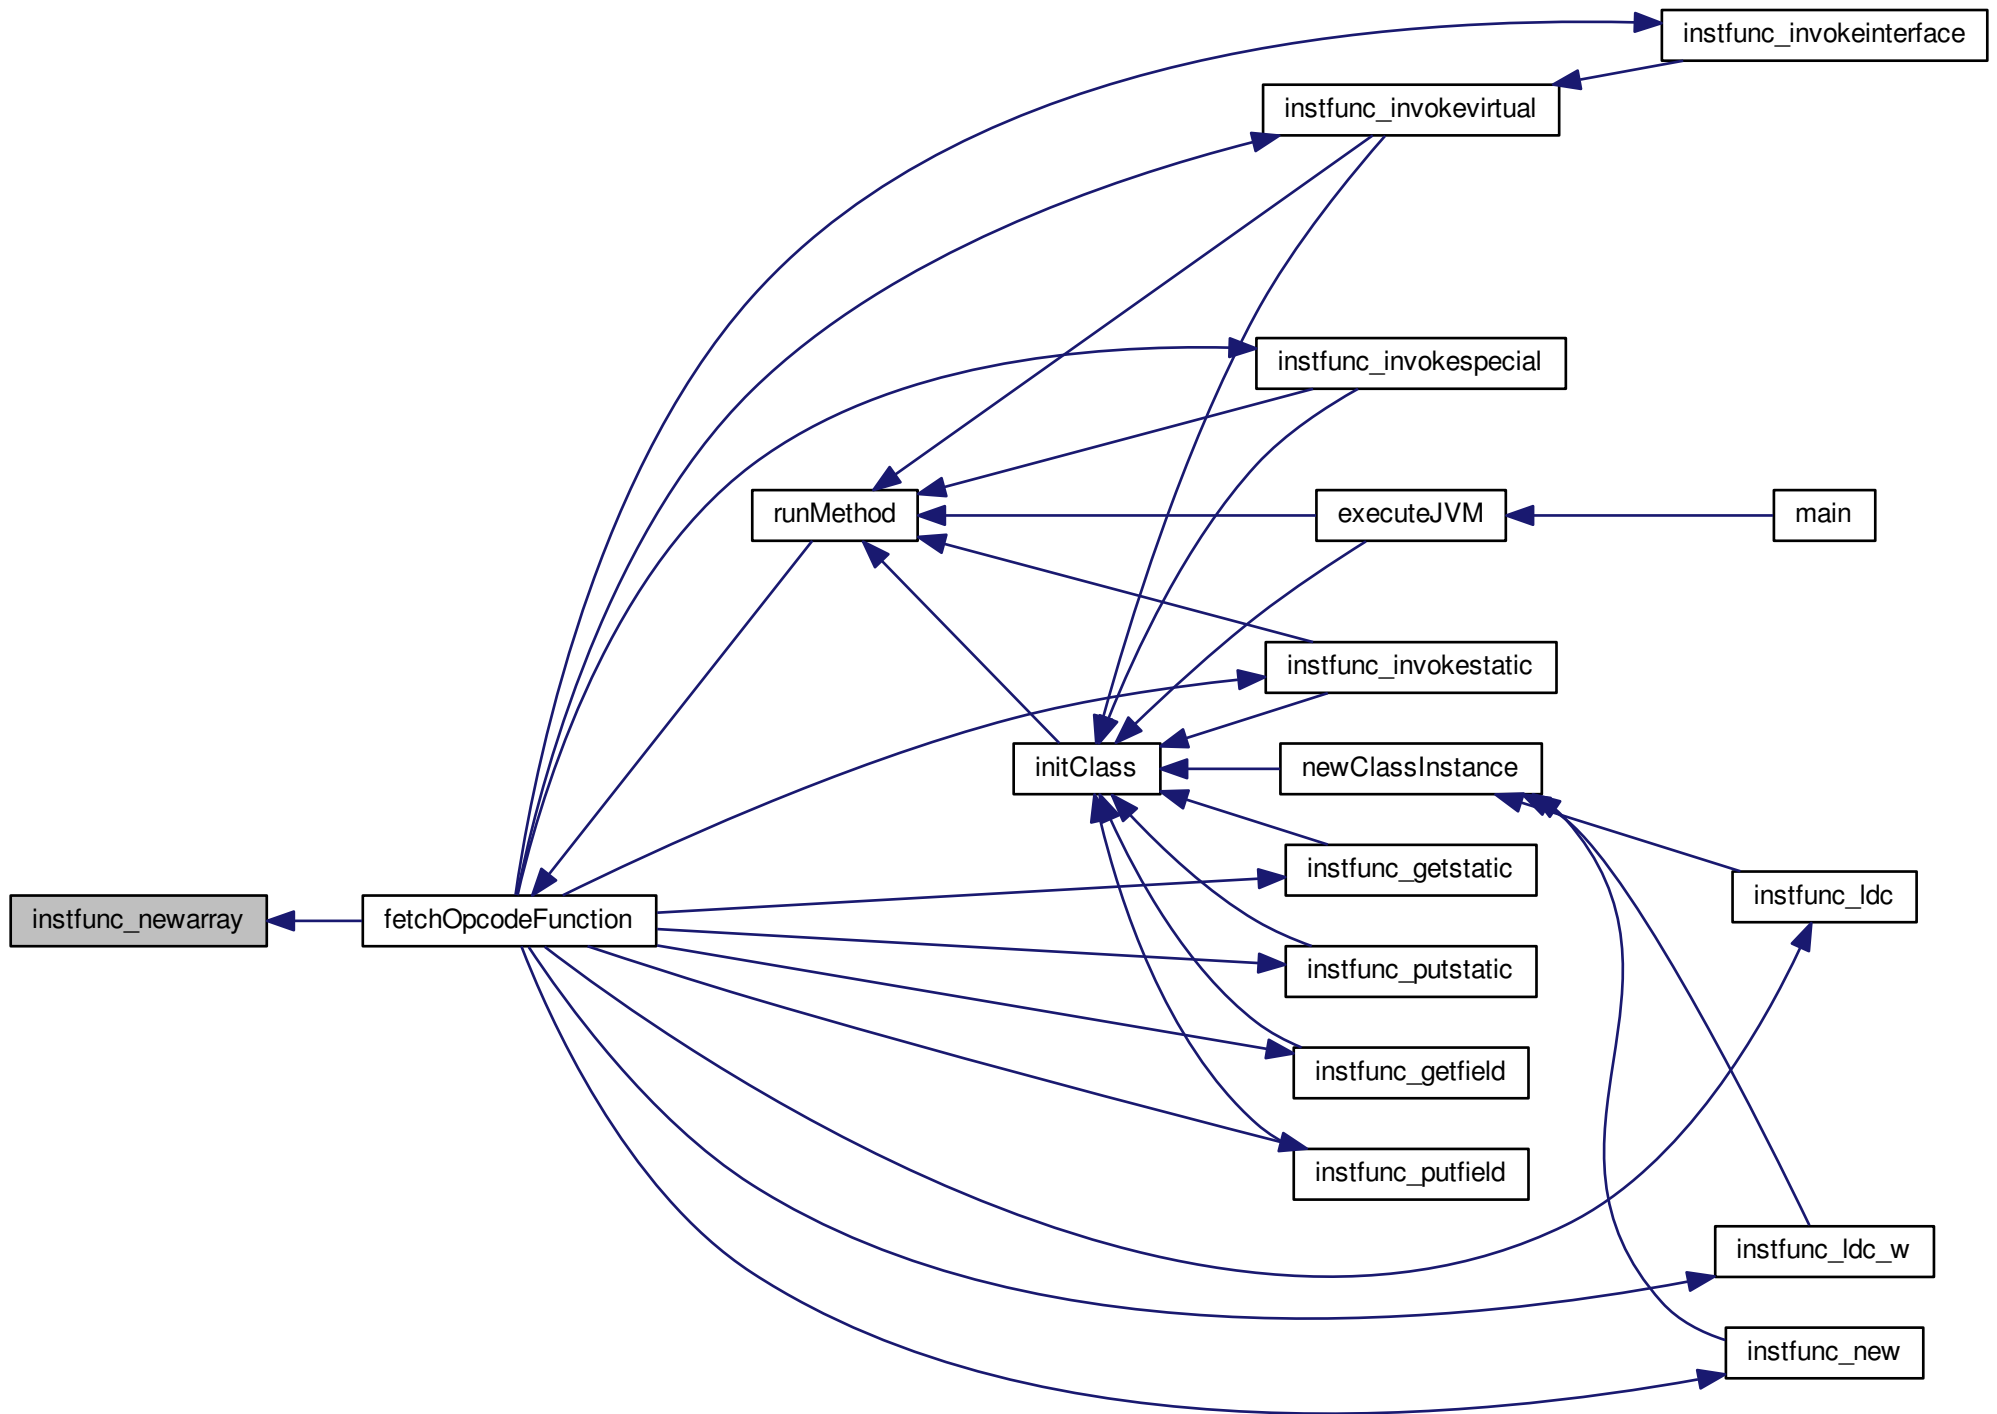 instfunc_invokeinterface
instfunc_invokevirtual
instfunc_invokespecial
runMethod
executeJVM
main
instfunc_invokestatic
initClass
newClassInstance
instfunc_getstatic
instfunc_ldc
instfunc_newarray
fetchOpcodeFunction
instfunc_putstatic
instfunc_getfield
instfunc_putfield
instfunc_ldc_w
instfunc_new